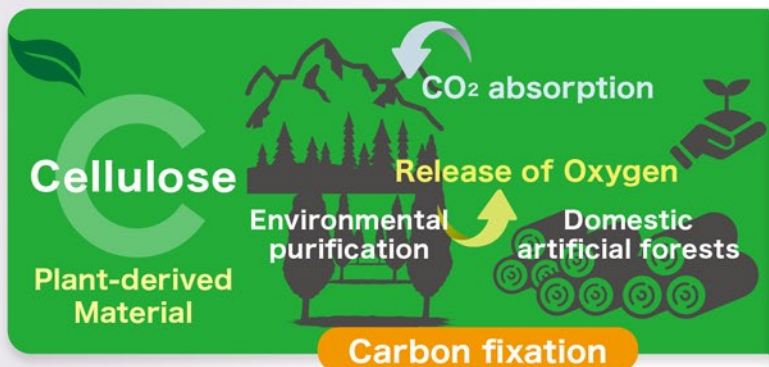 CO₂ absorption
C
Cellulose
Release of Oxygen
Environmental
purification
Domestic
artificial forests
Plant-derived
Material
Carbon fixation